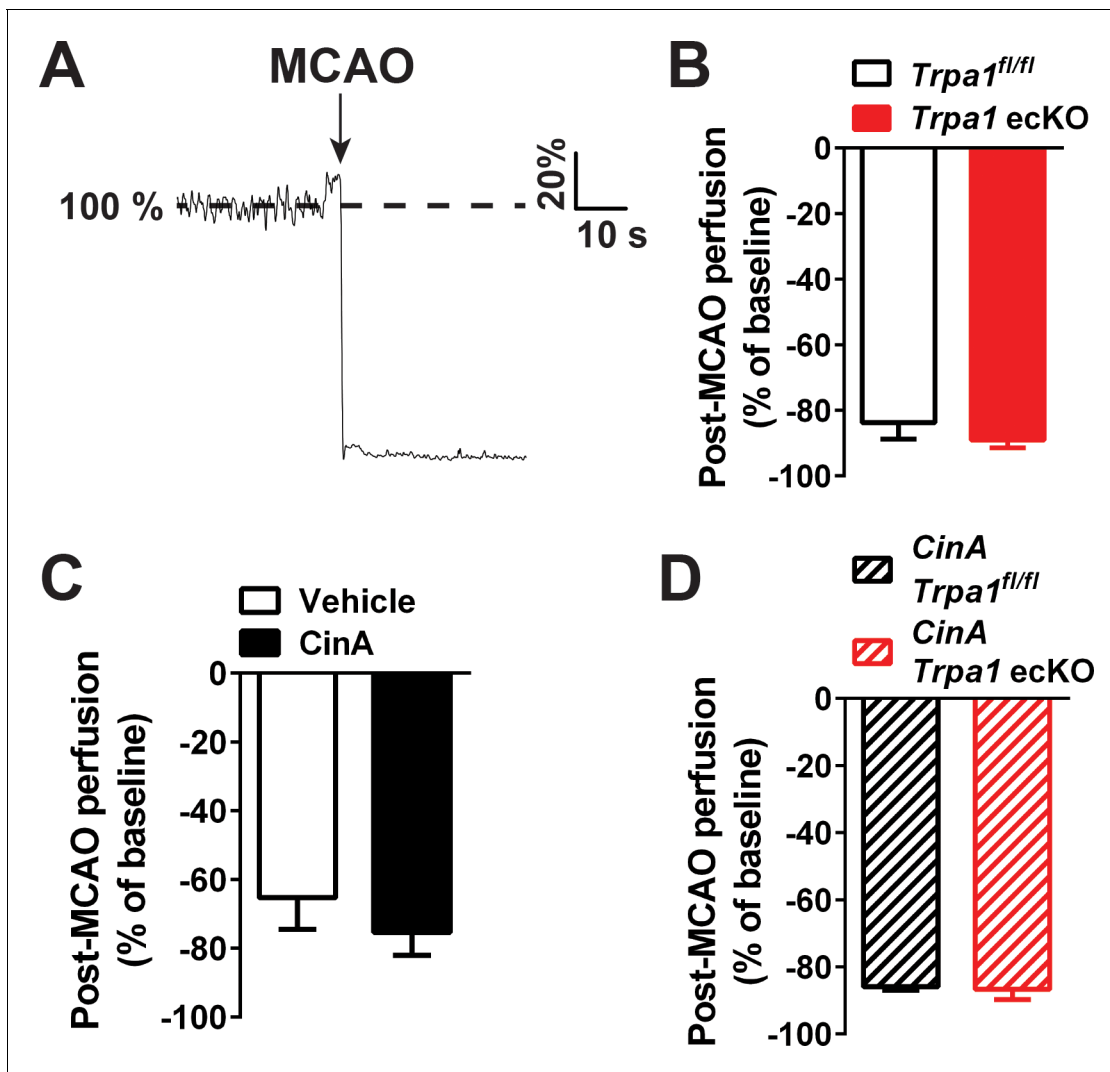 A
MCAO
100 %
20%
10 s
B
Trpa1fl/fl
Trpa1 ecKO
Post-MCAO perfusion
(% of baseline)
0
-20
-40
-60
-80
-100
C
Vehicle
CinA
Post-MCAO perfusion
(% of baseline)
0
-20
-40
-60
-80
-100
D
CinA
Trpa1fl/fl
CinA
Trpa1 ecKO
Post-MCAO perfusion
(% of baseline)
0
-20
-40
-60
-80
-100